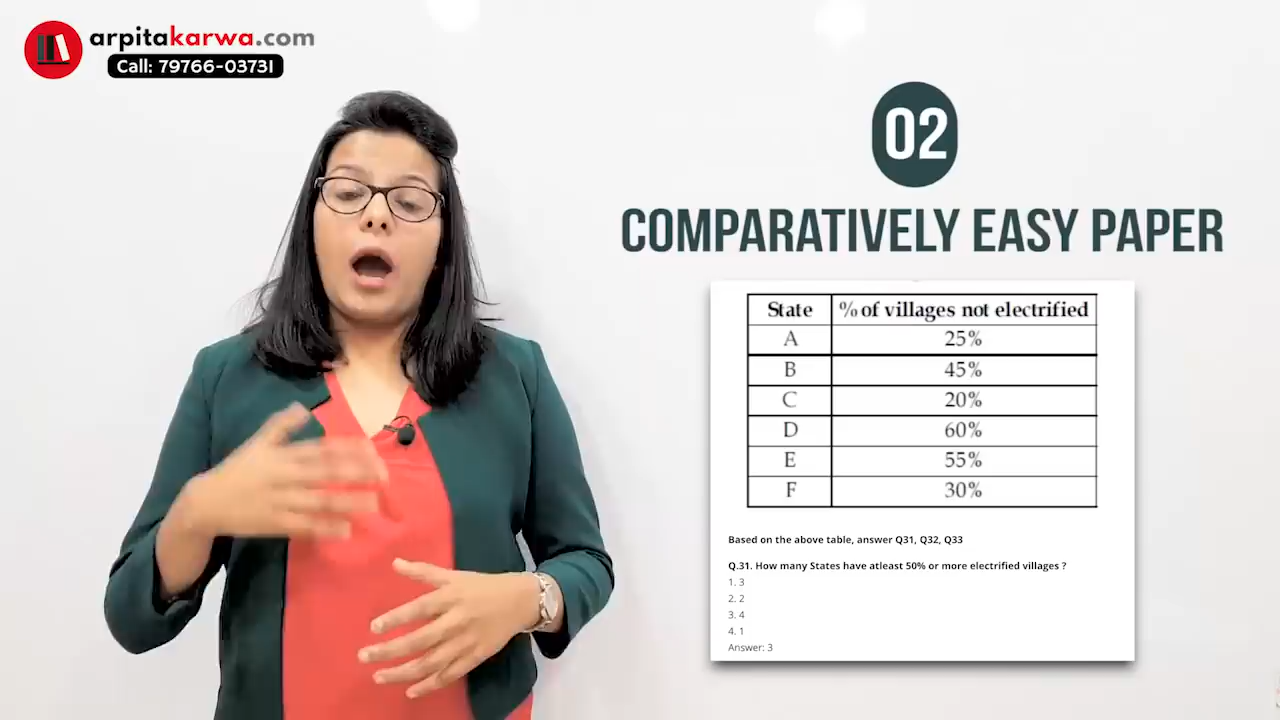 arpitakarwa.com
Call: 79766-03731
02
COMPARATIVELY EASY PAPER
State % of villages not electrified
A 25%
B 45%
C 20%
D 60%
E 55%
F 30%
Based on the above table, answer Q31, Q32, Q33
Q.31. How many States have atleast 50% or more electrified villages ?
1. 3
2. 2
3. 4
4. 1
Answer: 3